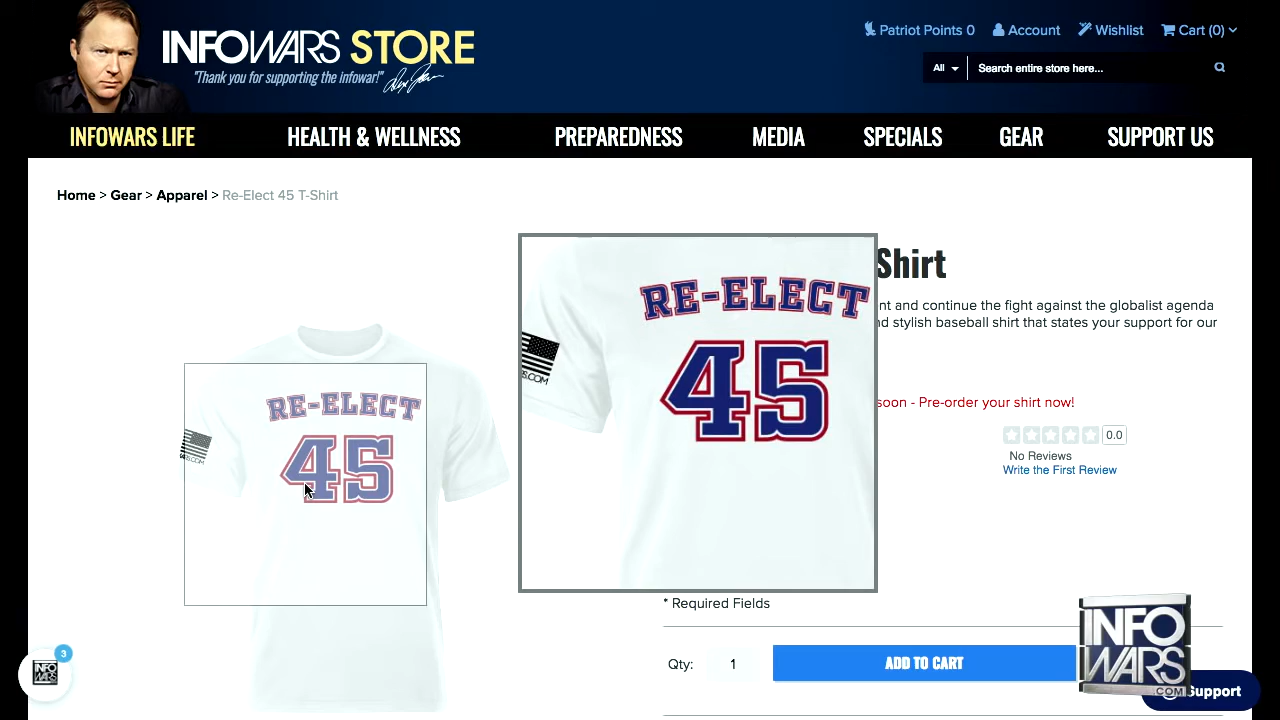 INFOWARS STORE
"Thank you for supporting the infowar!"
Patriot Points 0
Account
Wishlist
Cart (0)
All
Search entire store here...
INFOWARS LIFE
HEALTH & WELLNESS
PREPAREDNESS
MEDIA
SPECIALS
GEAR
SUPPORT US
Home > Gear > Apparel > Re-Elect 45 T-Shirt
RE-ELECT
45
RE-ELECT
45
S.COM
Shirt
nt and continue the fight against the globalist agenda
nd stylish baseball shirt that states your support for our
soon - Pre-order your shirt now!
0.0
No Reviews
Write the First Review
* Required Fields
Qty:
1
ADD TO CART
INFO
WARS
.COM
Support
3